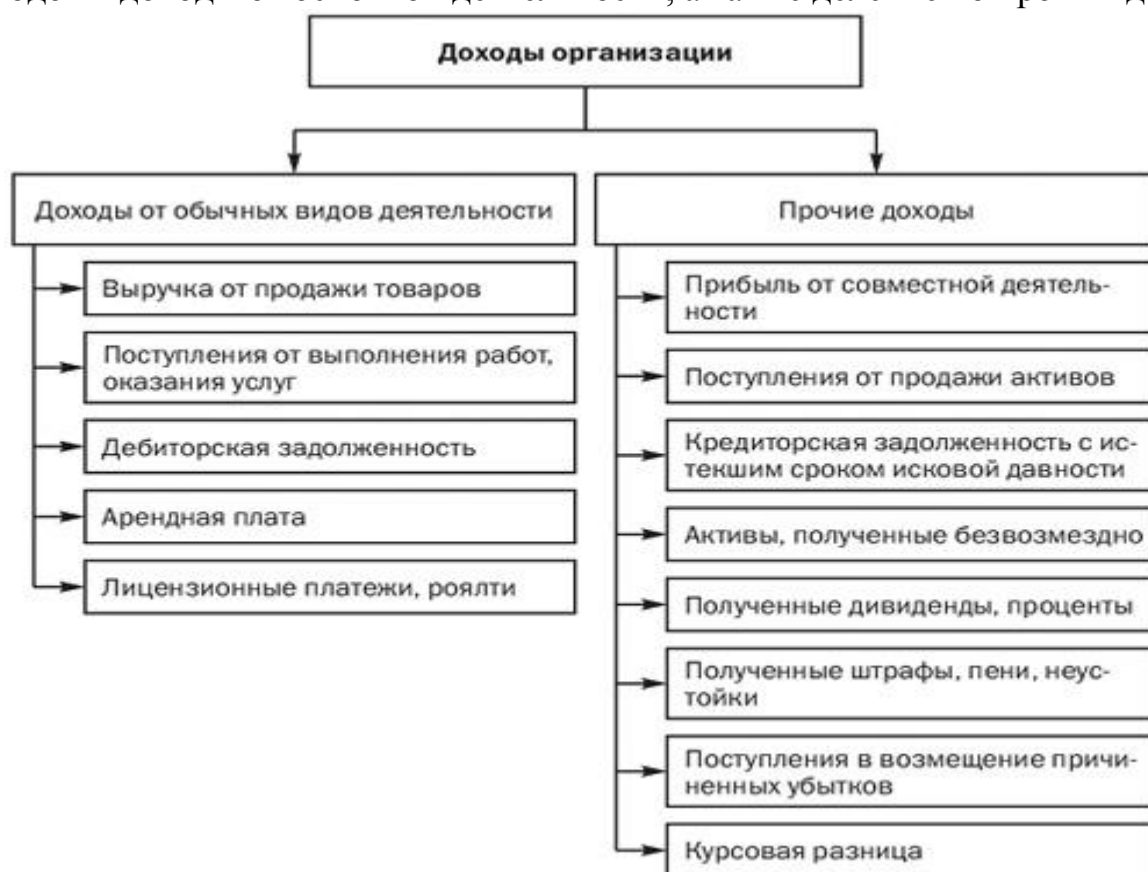 Доходы организации
Доходы от обычных видов деятельности
Выручка от продажи товаров
Поступления от выполнения работ,
оказания услуг
Дебиторская задолженность
Арендная плата
Лицензионные платежи, роялти
Прочие доходы
Прибыль от совместной деятель-
ности
Поступления от продажи активов
Кредиторская задолженность с ис-
текшим сроком исковой давности
Активы, полученные безвозмездно
Полученные дивиденды, проценты
Полученные штрафы, пени, неус-
тойки
Поступления в возмещение причи-
ненных убытков
Курсовая разница